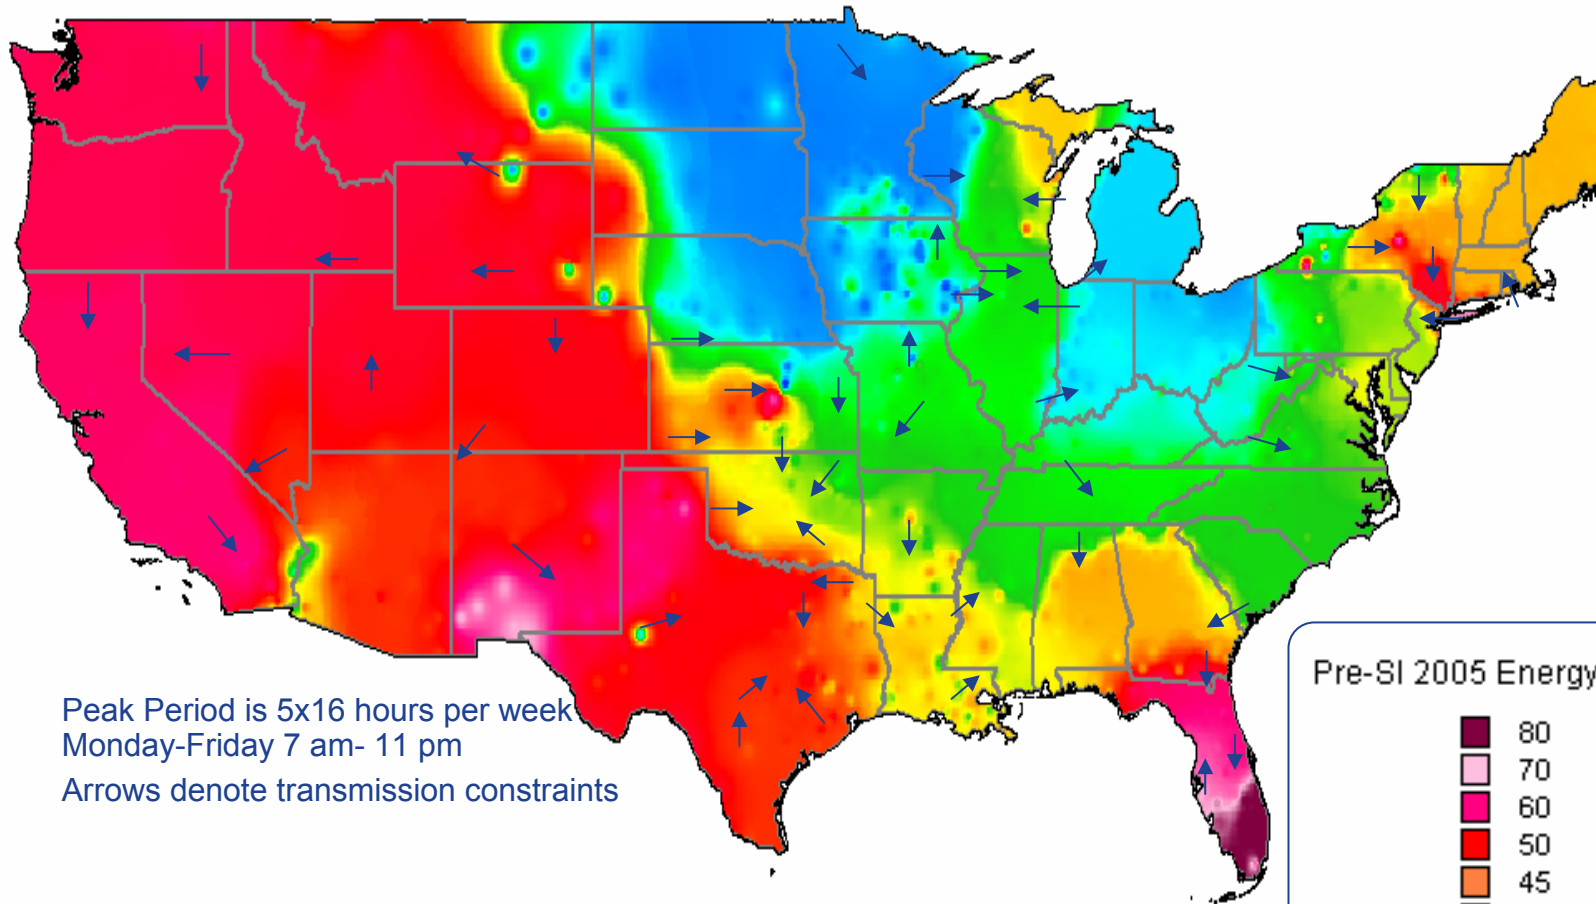 Peak Period is 5x16 hours per week
Monday-Friday 7 am- 11 pm
Arrows denote transmission constraints
Pre-SI 2005 Energy
80
70
60
50
45